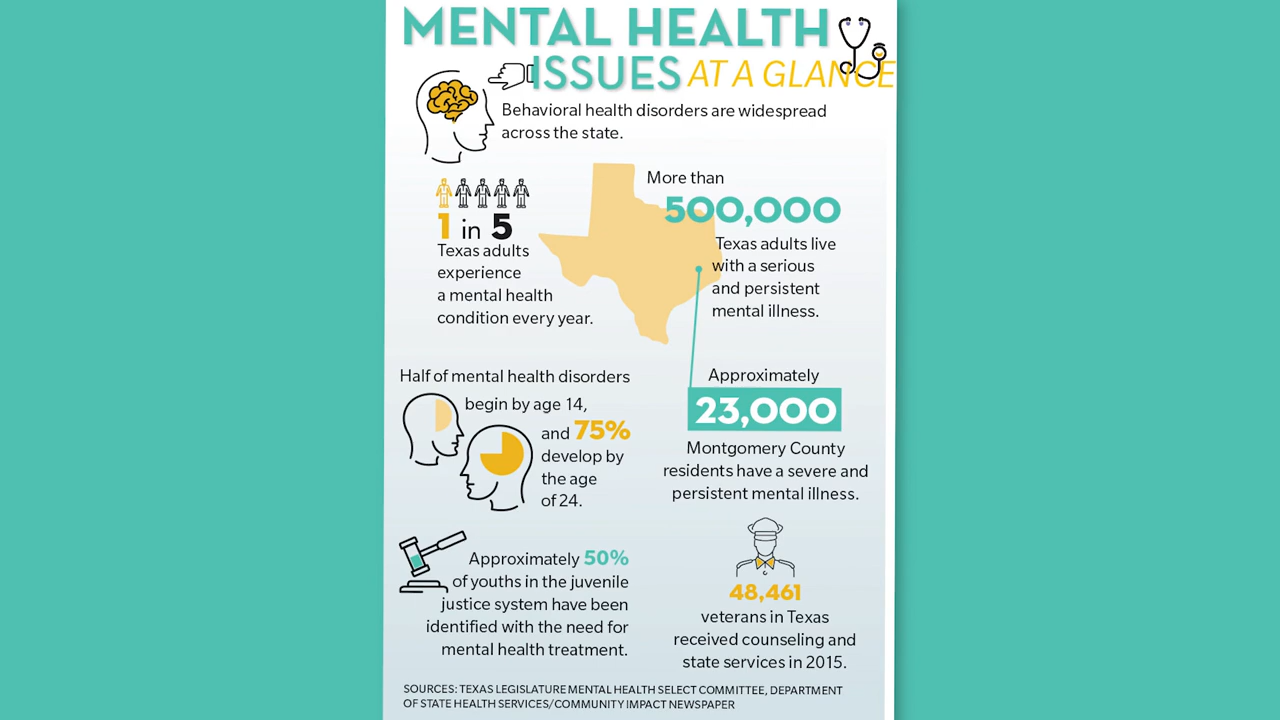 MENTAL HEALTH
ISSUES AT A GLANCE
Behavioral health disorders are widespread
across the state.
1 in 5
Texas adults
experience
a mental health
condition every year.
More than
500,000
Texas adults live
with a serious
and persistent
mental illness.
Half of mental health disorders
begin by age 14,
and 75%
develop by
the age
of 24.
Approximately
23,000
Montgomery County
residents have a severe and
persistent mental illness.
Approximately 50%
of youths in the juvenile
justice system have been
identified with the need for
mental health treatment.
48,461
veterans in Texas
received counseling and
state services in 2015.
SOURCES: TEXAS LEGISLATURE MENTAL HEALTH SELECT COMMITTEE, DEPARTMENT
OF STATE HEALTH SERVICES/COMMUNITY IMPACT NEWSPAPER